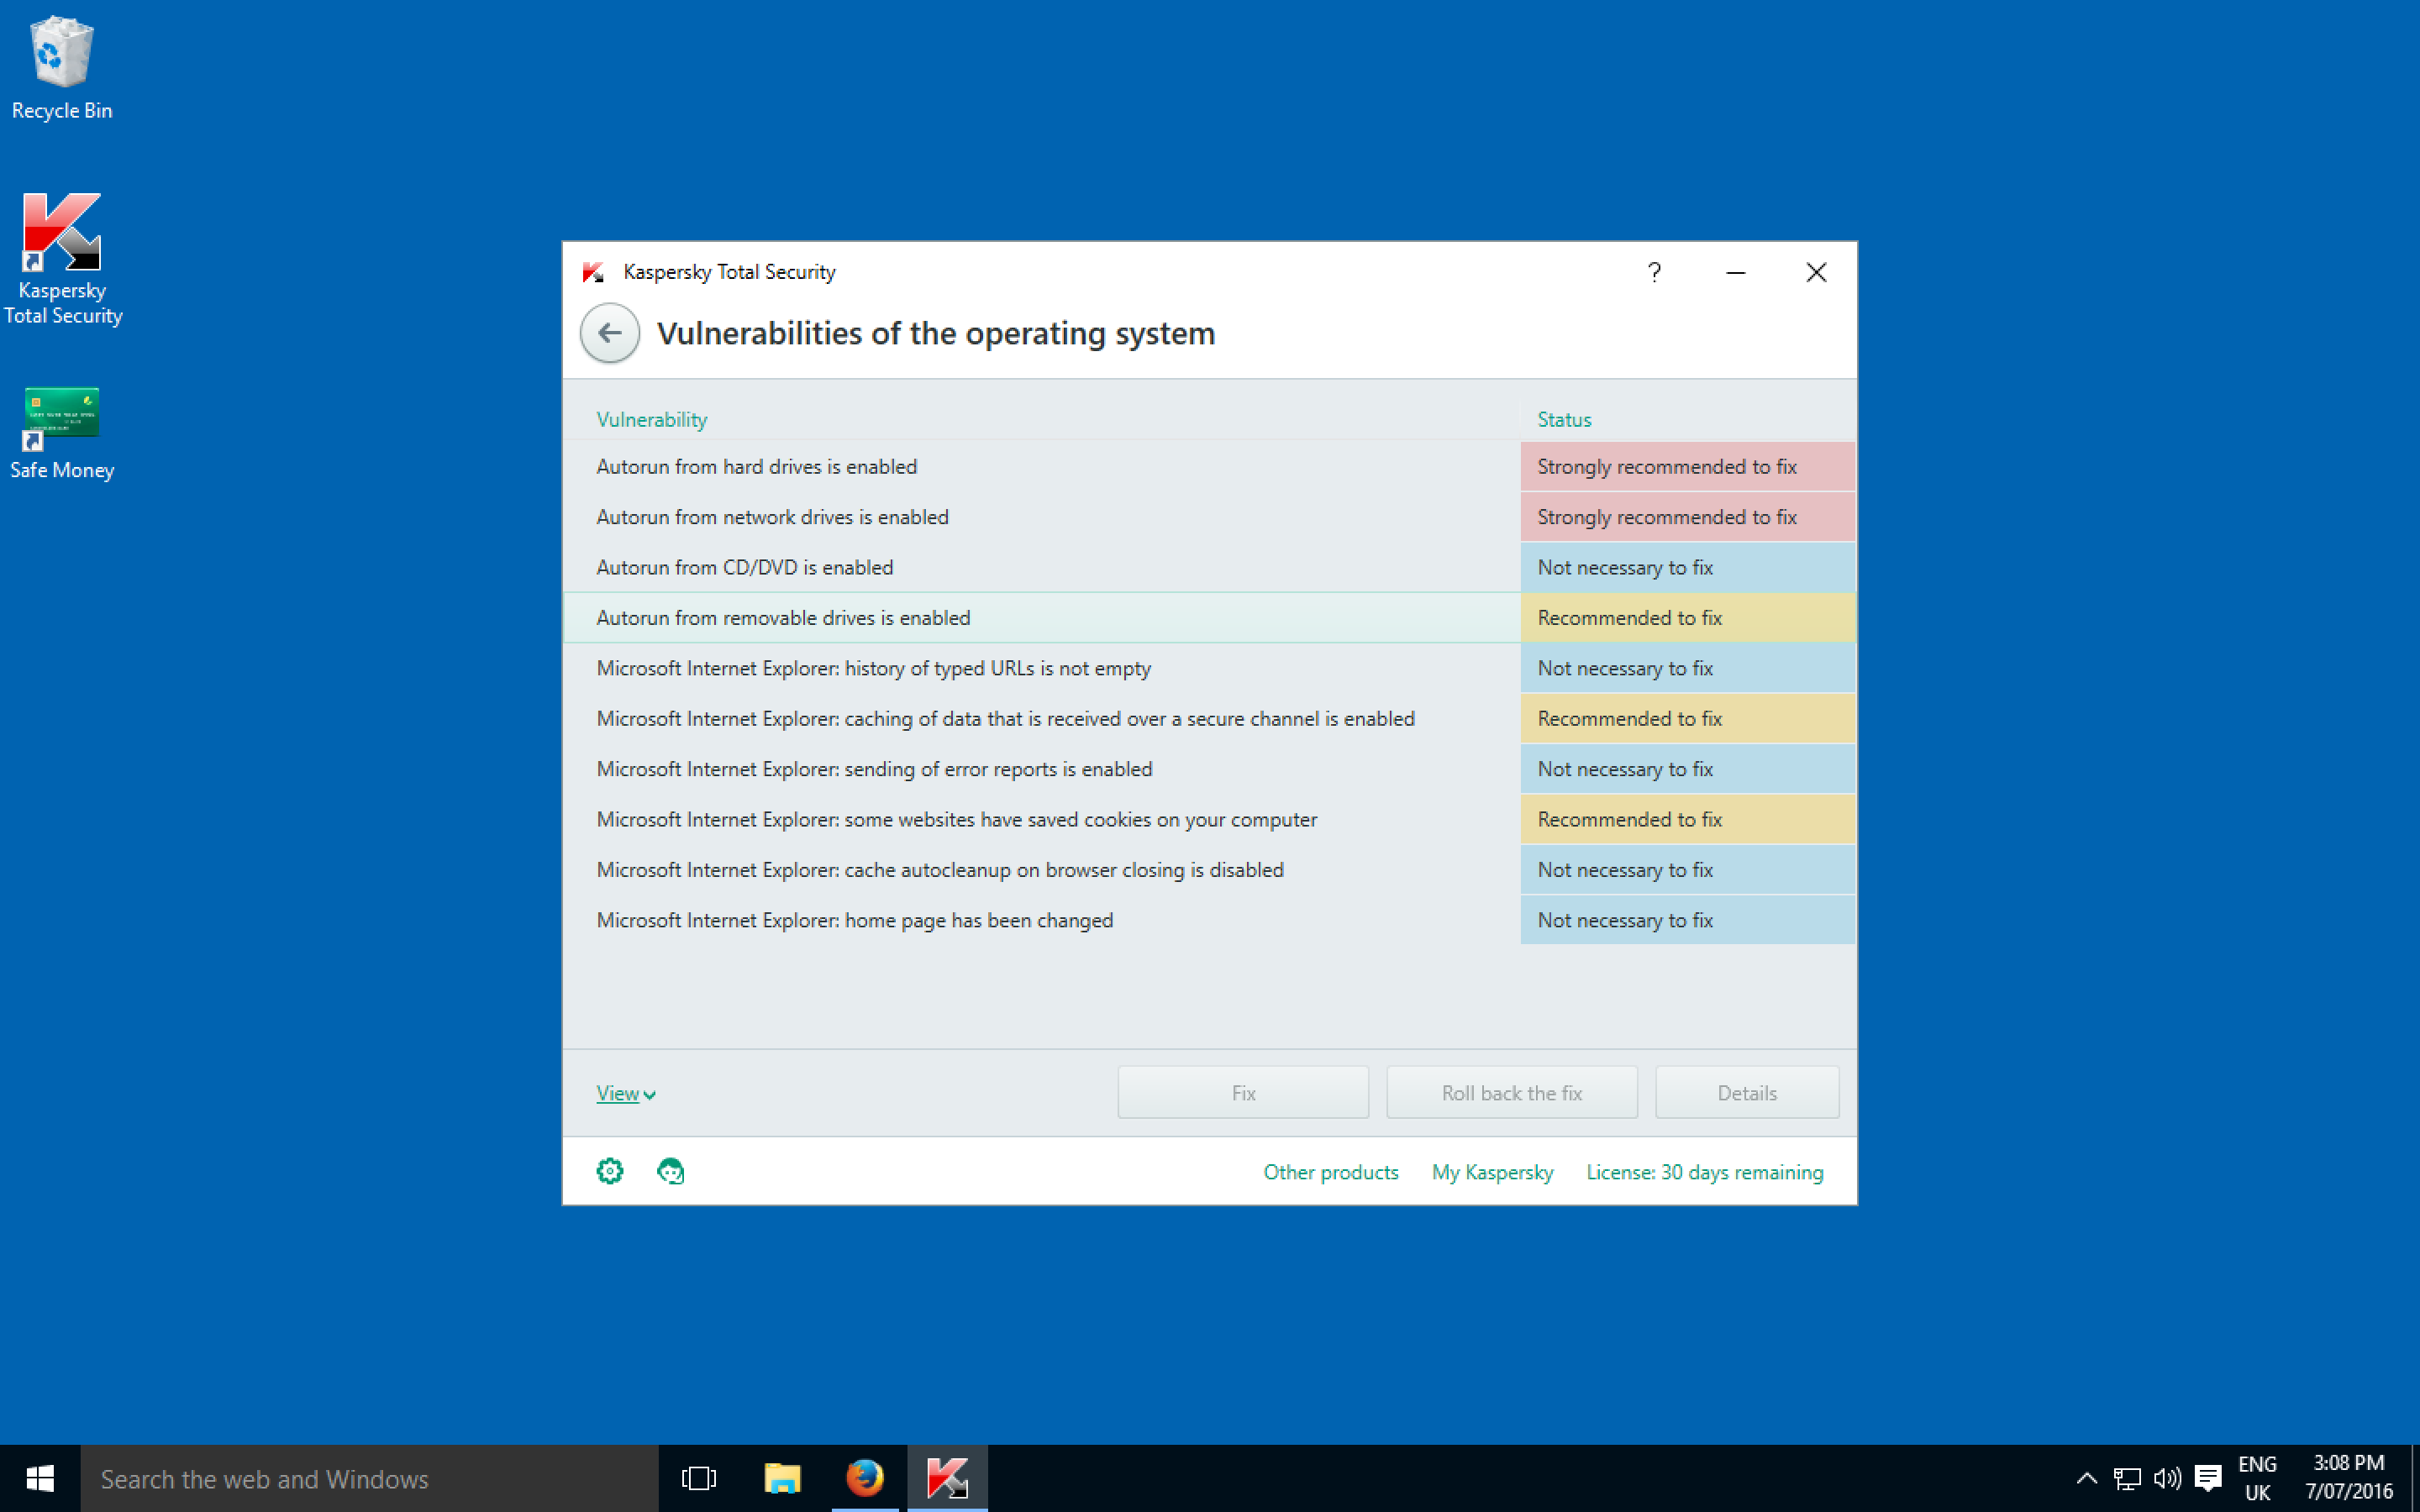 Recycle Bin
Kaspersky
Total Security
Safe Money
Kaspersky Total Security
?
Vulnerabilities of the operating system
Vulnerability Status
Autorun from hard drives is enabled Strongly recommended to fix
Autorun from network drives is enabled Strongly recommended to fix
Autorun from CD/DVD is enabled Not necessary to fix
Autorun from removable drives is enabled Recommended to fix
Microsoft Internet Explorer: history of typed URLs is not empty Not necessary to fix
Microsoft Internet Explorer: caching of data that is received over a secure channel is enabled Recommended to fix
Microsoft Internet Explorer: sending of error reports is enabled Not necessary to fix
Microsoft Internet Explorer: some websites have saved cookies on your computer Recommended to fix
Microsoft Internet Explorer: cache autocleanup on browser closing is disabled Not necessary to fix
Microsoft Internet Explorer: home page has been changed Not necessary to fix
View Fix Roll back the fix Details
Other products My Kaspersky License: 30 days remaining
Search the web and Windows
ENG
UK
3:08 PM
7/07/2016